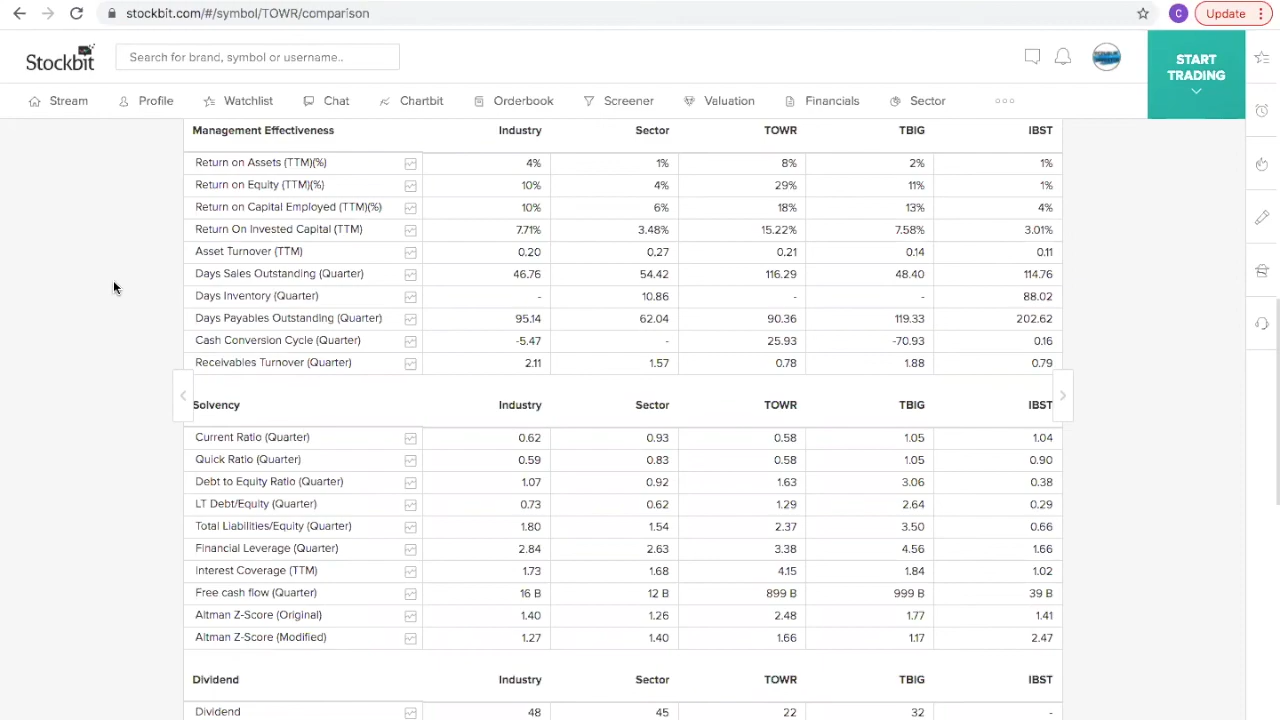 stockbit.com/#/symbol/TOWR/comparison C Update
Stockbit Search for brand, symbol or username.. START TRADING
Stream Profile Watchlist Chat Chartbit Orderbook Screener Valuation Financials Sector
Management Effectiveness Industry Sector TOWR TBIG IBST
Return on Assets (TTM)(%) 4% 1% 8% 2% 1%
Return on Equity (TTM)(%) 10% 4% 29% 11% 1%
Return on Capital Employed (TTM)(%) 10% 6% 18% 13% 4%
Return On Invested Capital (TTM) 7.71% 3.48% 15.22% 7.58% 3.01%
Asset Turnover (TTM) 0.20 0.27 0.21 0.14 0.11
Days Sales Outstanding (Quarter) 46.76 54.42 116.29 48.40 114.76
Days Inventory (Quarter) - 10.86 - - 88.02
Days Payables Outstanding (Quarter) 95.14 62.04 90.36 119.33 202.62
Cash Conversion Cycle (Quarter) -5.47 - 25.93 -70.93 0.16
Receivables Turnover (Quarter) 2.11 1.57 0.78 1.88 0.79
Solvency Industry Sector TOWR TBIG IBST
Current Ratio (Quarter) 0.62 0.93 0.58 1.05 1.04
Quick Ratio (Quarter) 0.59 0.83 0.58 1.05 0.90
Debt to Equity Ratio (Quarter) 1.07 0.92 1.63 3.06 0.38
LT Debt/Equity (Quarter) 0.73 0.62 1.29 2.64 0.29
Total Liabilities/Equity (Quarter) 1.80 1.54 2.37 3.50 0.66
Financial Leverage (Quarter) 2.84 2.63 3.38 4.56 1.66
Interest Coverage (TTM) 1.73 1.68 4.15 1.84 1.02
Free cash flow (Quarter) 16 B 12 B 899 B 999 B 39 B
Altman Z-Score (Original) 1.40 1.26 2.48 1.77 1.41
Altman Z-Score (Modified) 1.27 1.40 1.66 1.17 2.47
Dividend Industry Sector TOWR TBIG IBST
Dividend 48 45 22 32 -